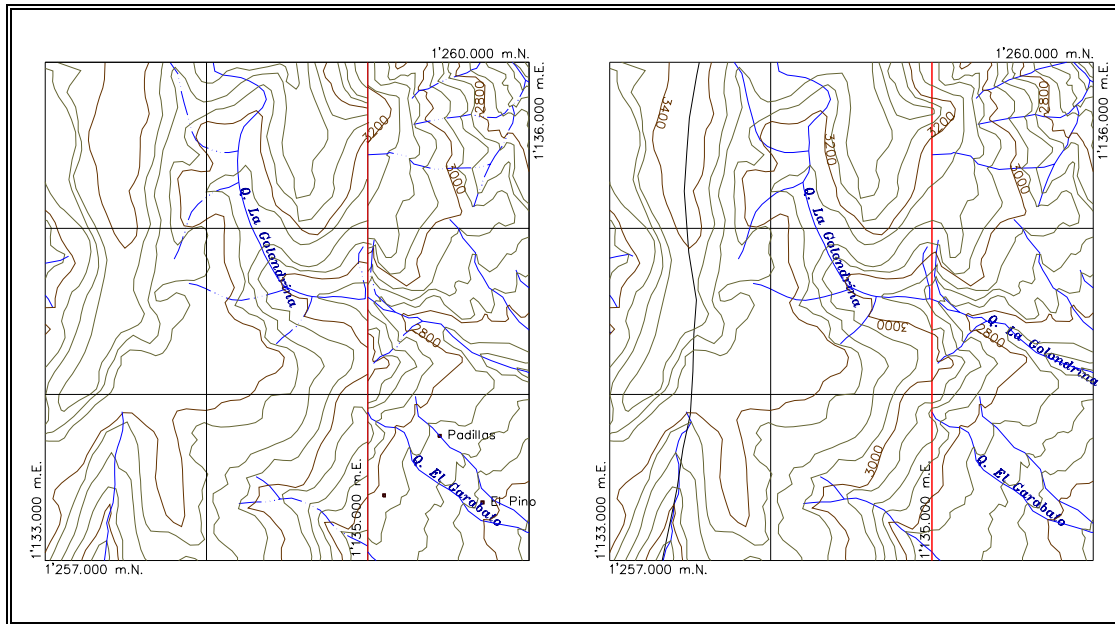 1'260.000 m.N.
1'136.000 m.E.
2800
3200
3000
Q. La Golondrina
2800
Padillas
Q. El Garabato
El Pino
1'133.000 m.E.
1'135.000 m.E.
1'257.000 m.N.
1'260.000 m.N.
1'136.000 m.E.
3400
2800
3200
3200
3000
Q. La Golondrina
3000
Q. La Golondrina
2800
3000
Q. El Garabato
1'133.000 m.E.
1'135.000 m.E.
1'257.000 m.N.